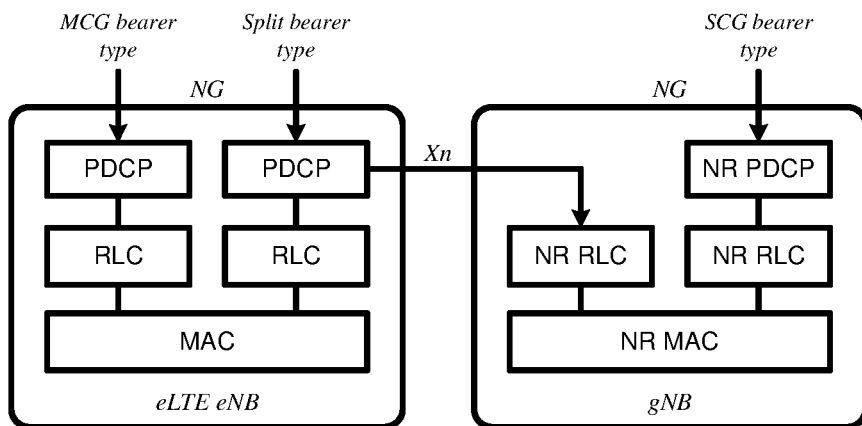 MCG bearer type
Split bearer type
SCG bearer type
NG
NG
PDCP
PDCP
Xn
NR PDCP
RLC
RLC
NR RLC
NR RLC
MAC
NR MAC
eLTE eNB
gNB